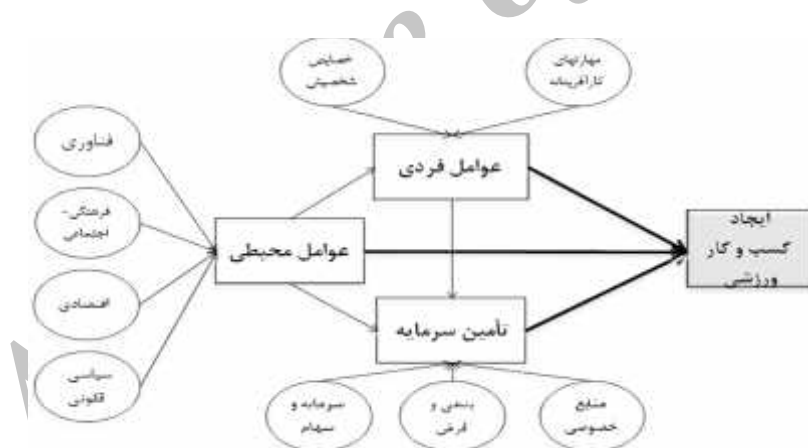 خصایص
شخصیتی
مهارتهای
کارآفرینانه
فناوری
عوامل فردی
فرهنگی-
اجتماعی
عوامل محیطی
ایجاد
کسب و کار
ورزشی
اقتصادی
تأمین سرمایه
سیاسی-
قانونی
سرمایه و
سهام
بدهی و
قرض
منابع
خصوصی